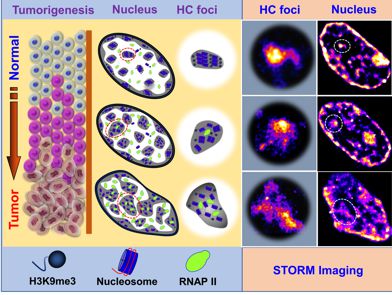 Tumorigenesis Nucleus HC foci HC foci Nucleus
Normal
Tumor
H3K9me3 Nucleosome RNAP II
STORM Imaging